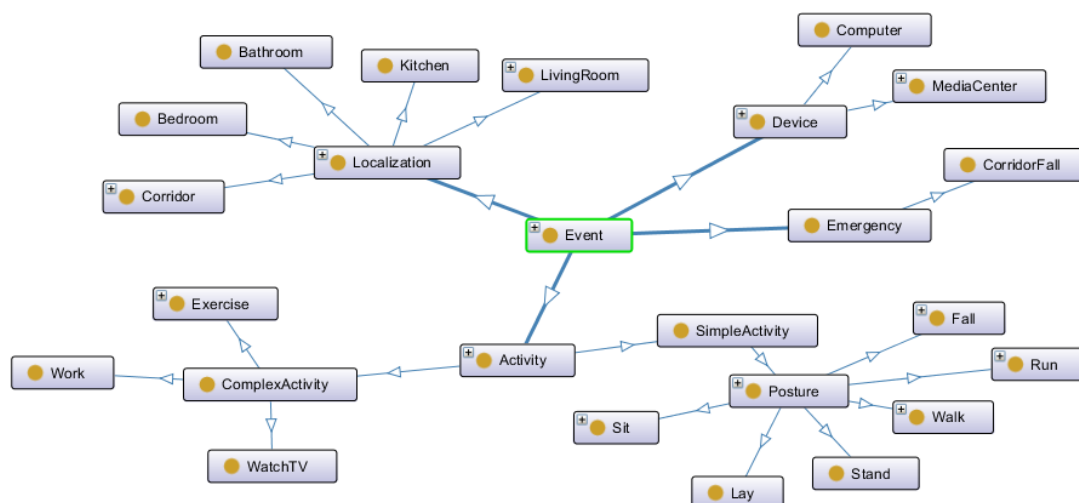 Computer
Bathroom
Kitchen
LivingRoom
MediaCenter
Bedroom
Device
Localization
CorridorFall
Corridor
Event
Emergency
Exercise
SimpleActivity
Fall
Activity
Run
Work
ComplexActivity
Posture
Walk
Sit
WatchTV
Stand
Lay